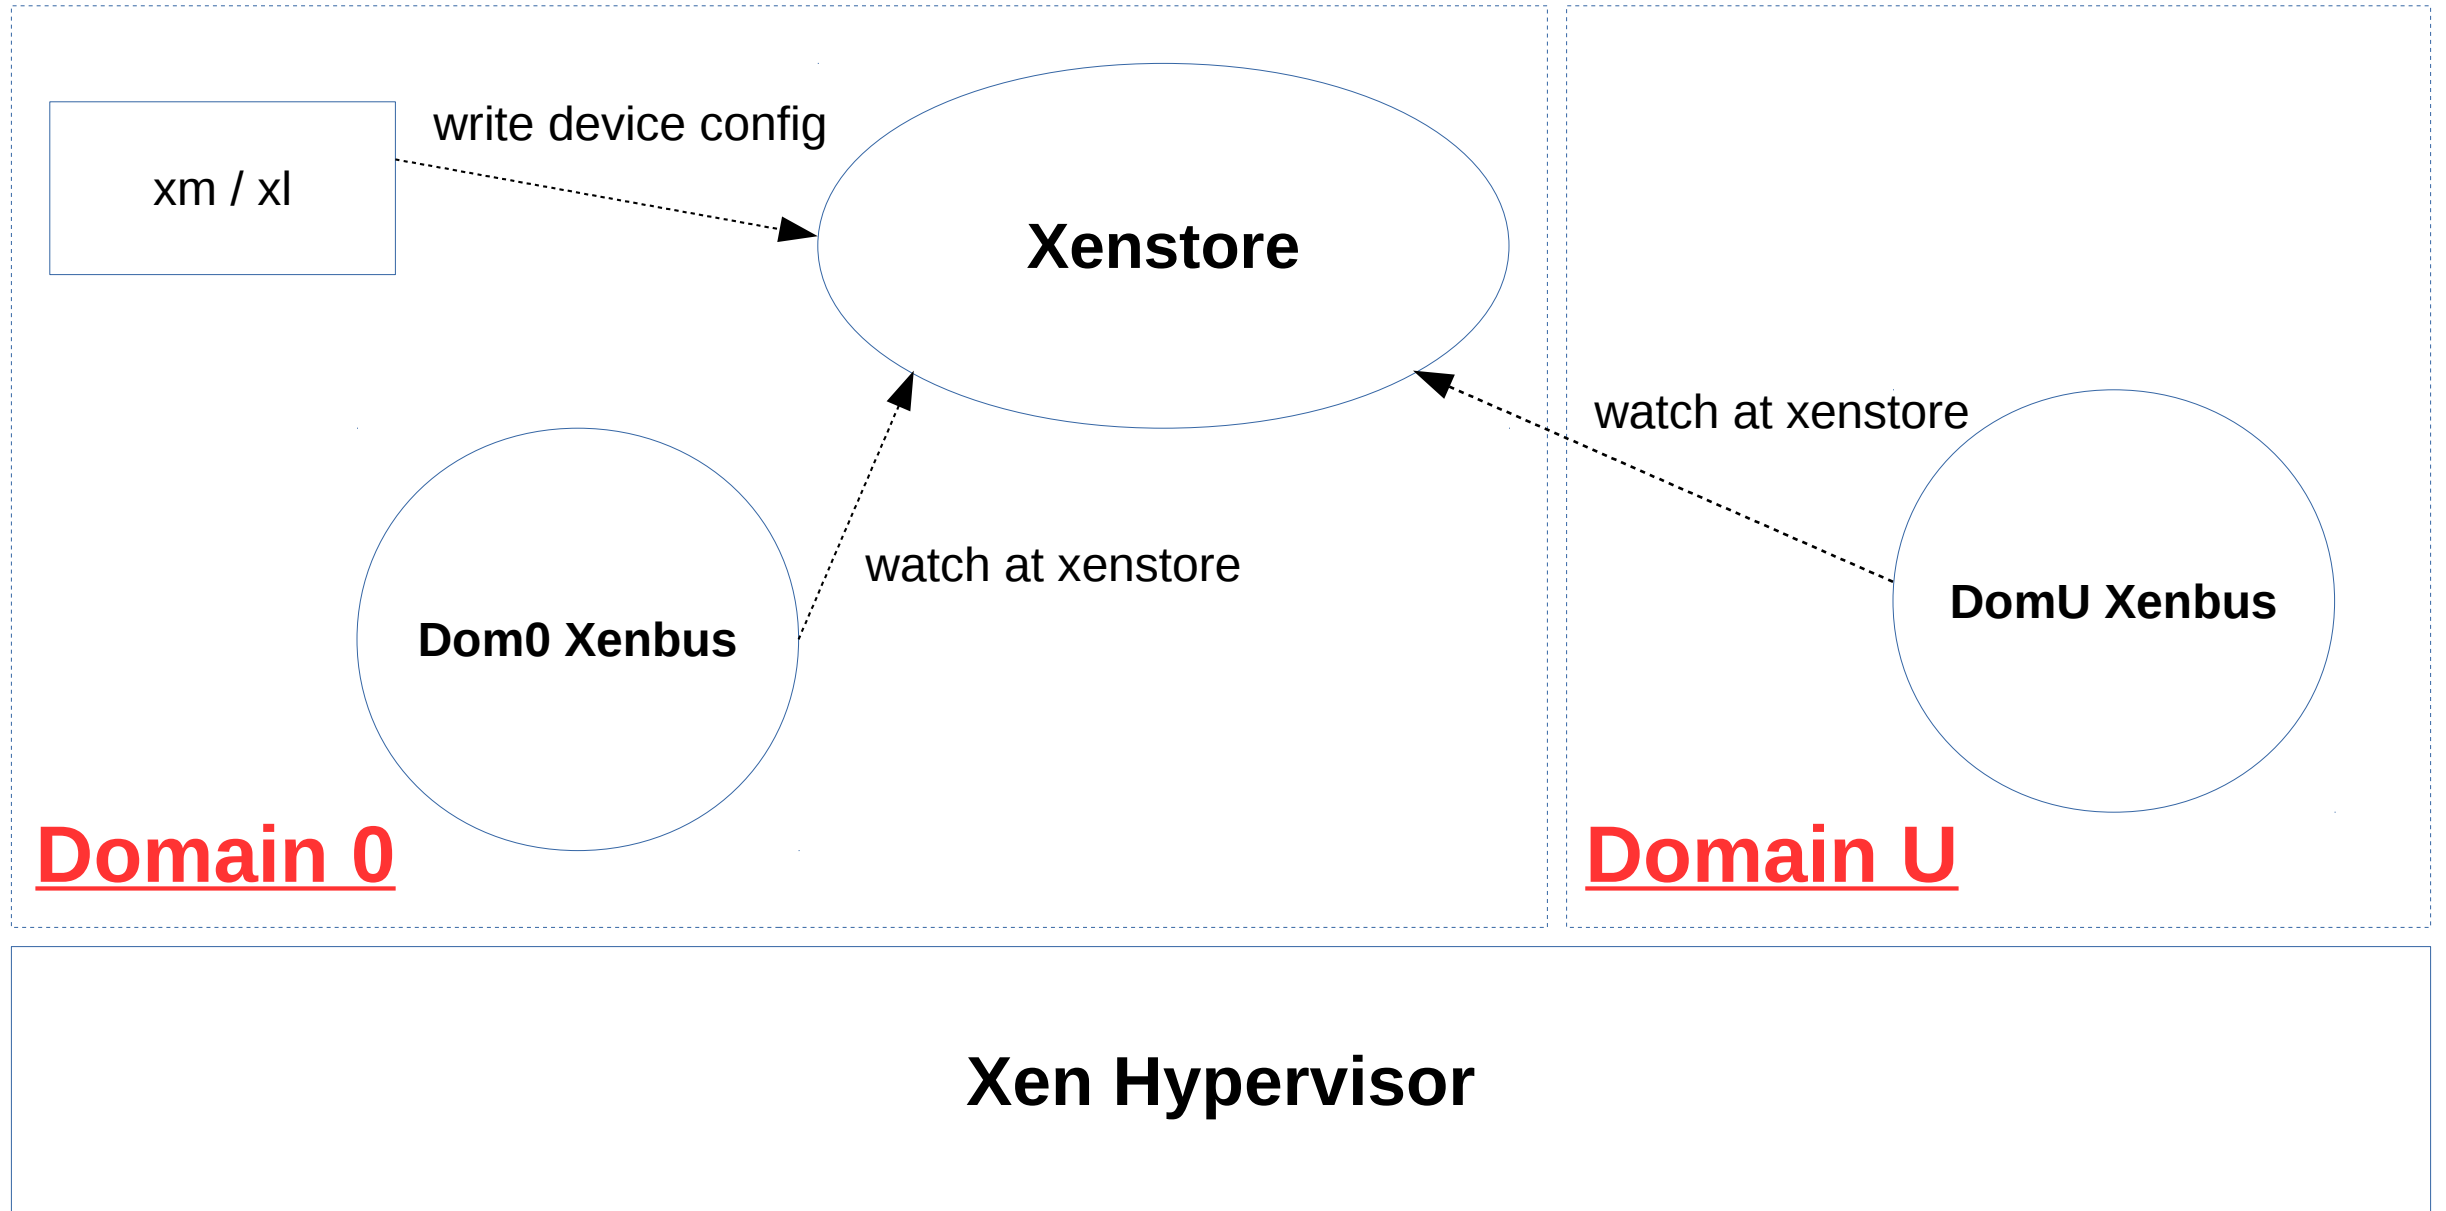 write device config
xm / xl
Xenstore
watch at xenstore
watch at xenstore
DomU Xenbus
Dom0 Xenbus
Domain 0
Domain U
Xen Hypervisor